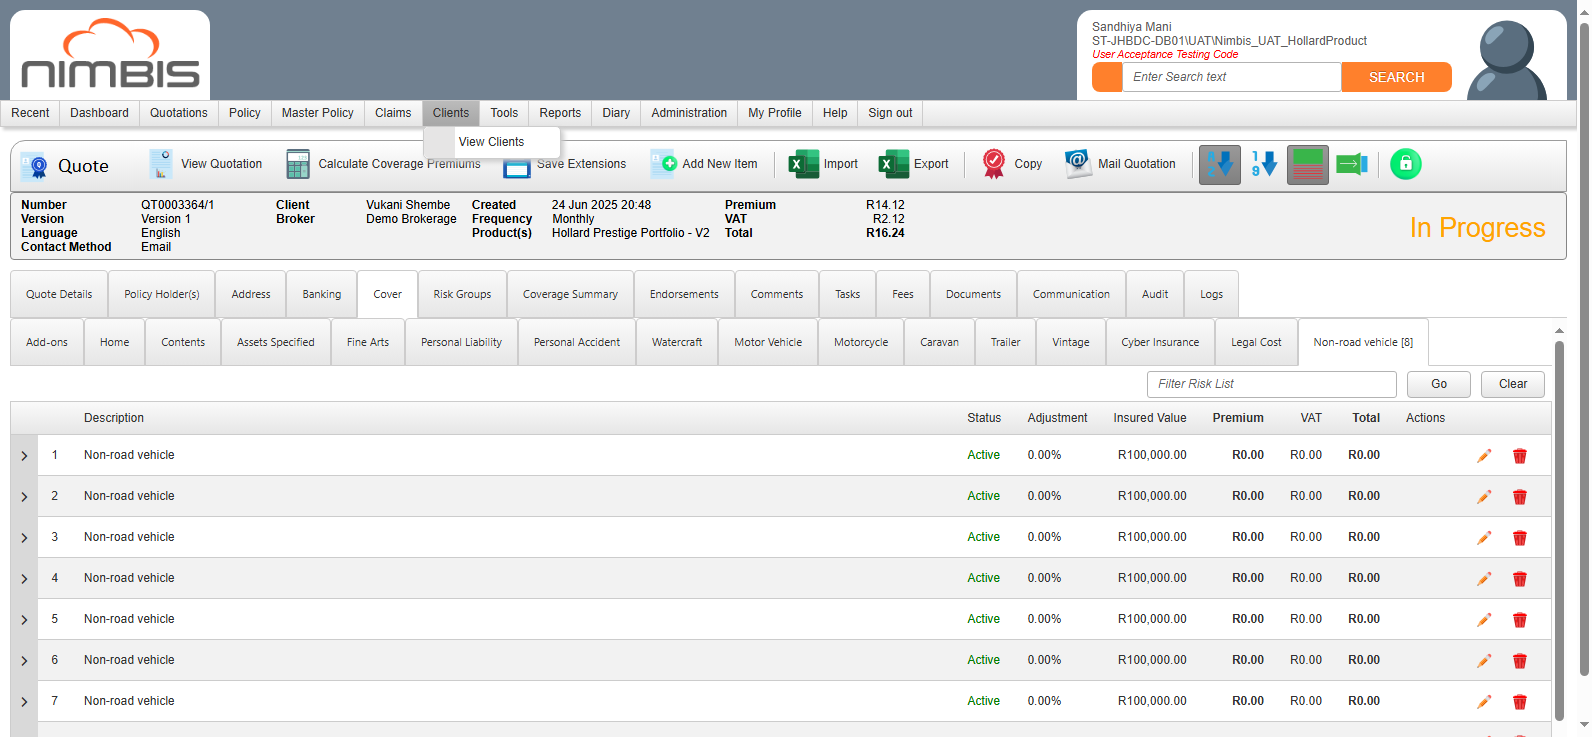 NIMBIS
Sandhiya Mani
ST-JHBDC-DB01\UAT\Nimbis_UAT_HollardProduct
User Acceptance Testing Code
Enter Search text SEARCH
Recent Dashboard Quotations Policy Master Policy Claims Clients Tools Reports Diary Administration My Profile Help Sign out
View Clients
Quote View Quotation Calculate Coverage Premiums Save Extensions Add New Item Import Export Copy Mail Quotation
Number QT0003364/1 Client Vukani Shembe Created 24 Jun 2025 20:48 Premium R14.12
Version Version 1 Broker Demo Brokerage Frequency Monthly VAT R2.12
Language English Product(s) Hollard Prestige Portfolio - V2 Total R16.24
Contact Method Email
In Progress
Quote Details Policy Holder(s) Address Banking Cover Risk Groups Coverage Summary Endorsements Comments Tasks Fees Documents Communication Audit Logs
Add-ons Home Contents Assets Specified Fine Arts Personal Liability Personal Accident Watercraft Motor Vehicle Motorcycle Caravan Trailer Vintage Cyber Insurance Legal Cost Non-road vehicle [8]
Filter Risk List Go Clear
Description Status Adjustment Insured Value Premium VAT Total Actions
1 Non-road vehicle Active 0.00% R100,000.00 R0.00 R0.00 R0.00
2 Non-road vehicle Active 0.00% R100,000.00 R0.00 R0.00 R0.00
3 Non-road vehicle Active 0.00% R100,000.00 R0.00 R0.00 R0.00
4 Non-road vehicle Active 0.00% R100,000.00 R0.00 R0.00 R0.00
5 Non-road vehicle Active 0.00% R100,000.00 R0.00 R0.00 R0.00
6 Non-road vehicle Active 0.00% R100,000.00 R0.00 R0.00 R0.00
7 Non-road vehicle Active 0.00% R100,000.00 R0.00 R0.00 R0.00